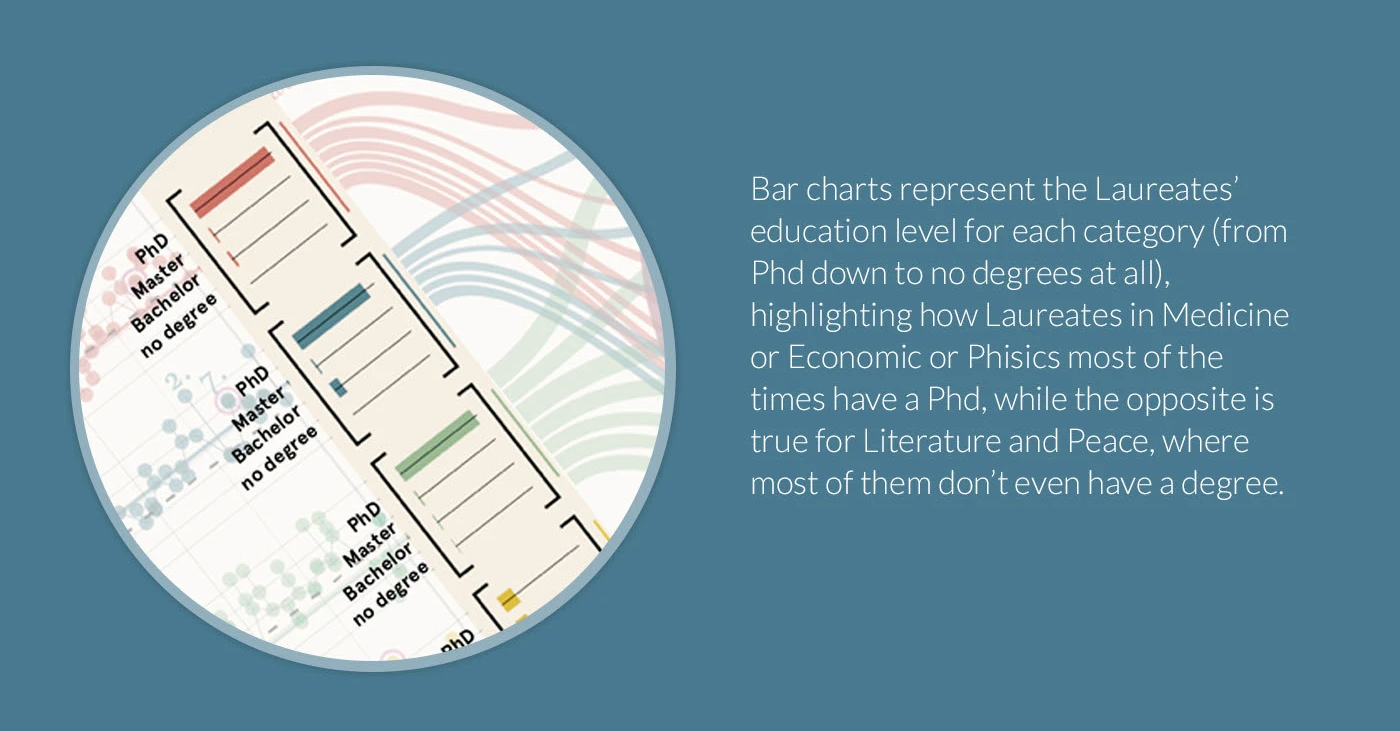 PhD
Master
Bachelor
no degree
2. 7.
PhD
Master
Bachelor
no degree
PhD
Master
Bachelor
no degree
PhD
Bar charts represent the Laureates’
education level for each category (from
Phd down to no degrees at all),
highlighting how Laureates in Medicine
or Economic or Phisics most of the
times have a Phd, while the opposite is
true for Literature and Peace, where
most of them don’t even have a degree.